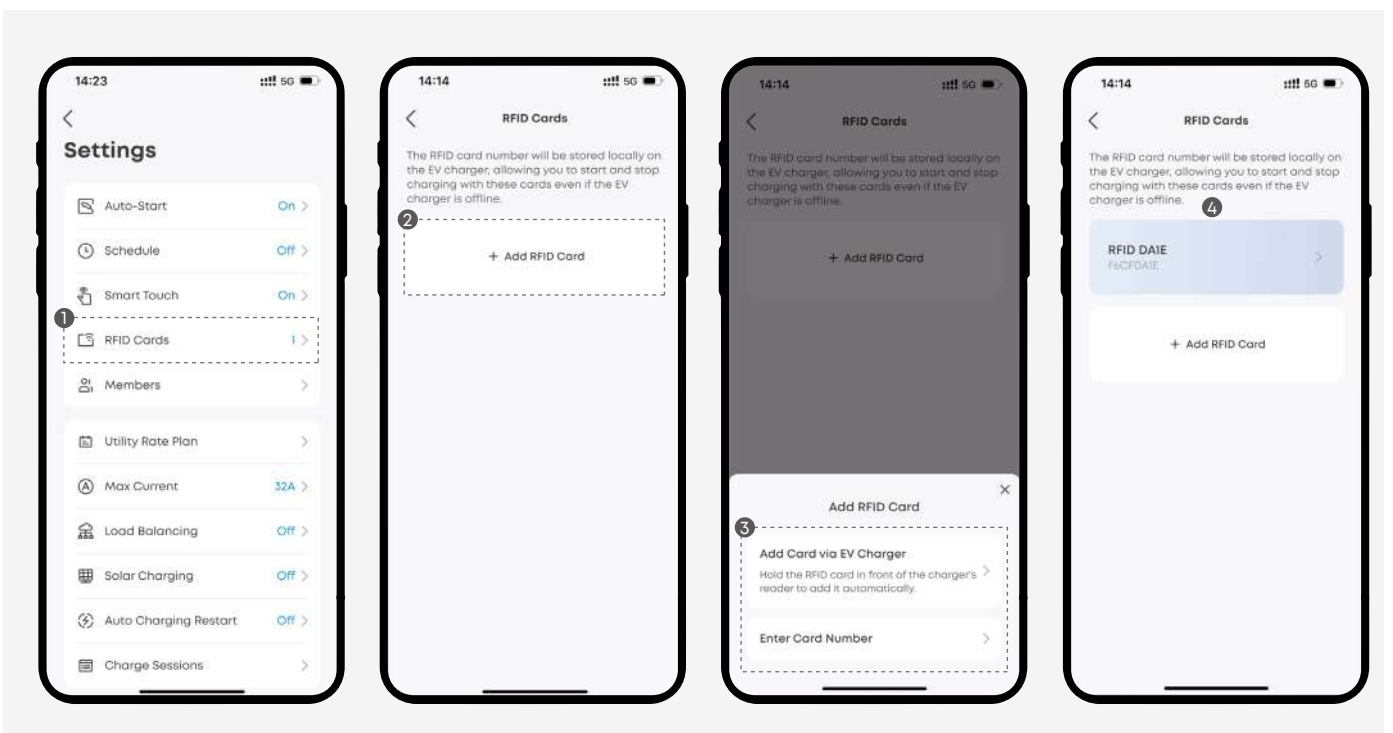 14:23
5G
Settings
Auto-Start On
Schedule Off
Smart Touch On
1
RFID Cards 1
Members
Utility Rate Plan
Max Current 32A
Load Balancing Off
Solar Charging Off
Auto Charging Restart Off
Charge Sessions
14:14
5G
RFID Cards
The RFID card number will be stored locally on
the EV charger, allowing you to start and stop
charging with these cards even if the EV
charger is offline.
2
+ Add RFID Card
14:14
5G
RFID Cards
The RFID card number will be stored locally on
the EV charger, allowing you to start and stop
charging with these cards even if the EV
charger is offline.
+ Add RFID Card
Add RFID Card
3
Add Card via EV Charger
Hold the RFID card in front of the charger's
reader to add it automatically.
Enter Card Number
14:14
5G
RFID Cards
The RFID card number will be stored locally on
the EV charger, allowing you to start and stop
charging with these cards even if the EV
charger is offline.
4
RFID DA1E
F6CFDA1E
+ Add RFID Card